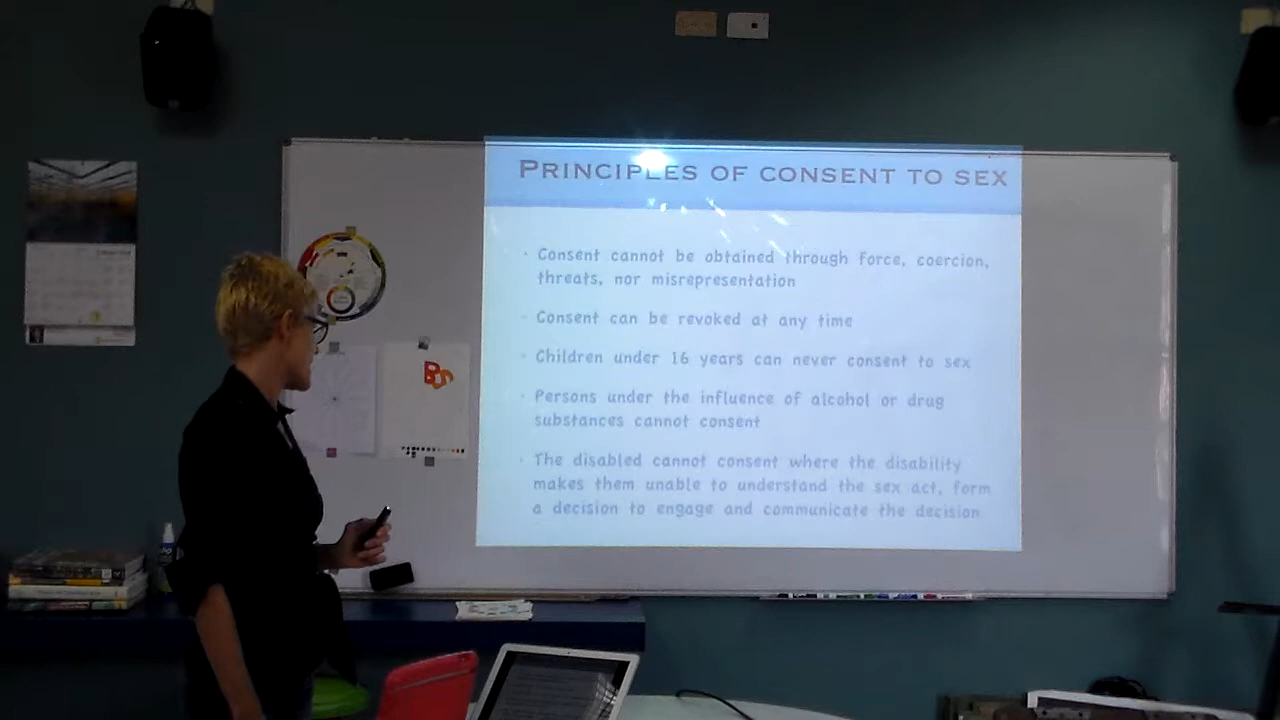 PRINCIPLES OF CONSENT TO SEX
· Consent cannot be obtained through force, coercion,
threats, nor misrepresentation
· Consent can be revoked at any time
· Children under 16 years can never consent to sex
· Persons under the influence of alcohol or drug
substances cannot consent
· The disabled cannot consent where the disability
makes them unable to understand the sex act, form
a decision to engage and communicate the decision